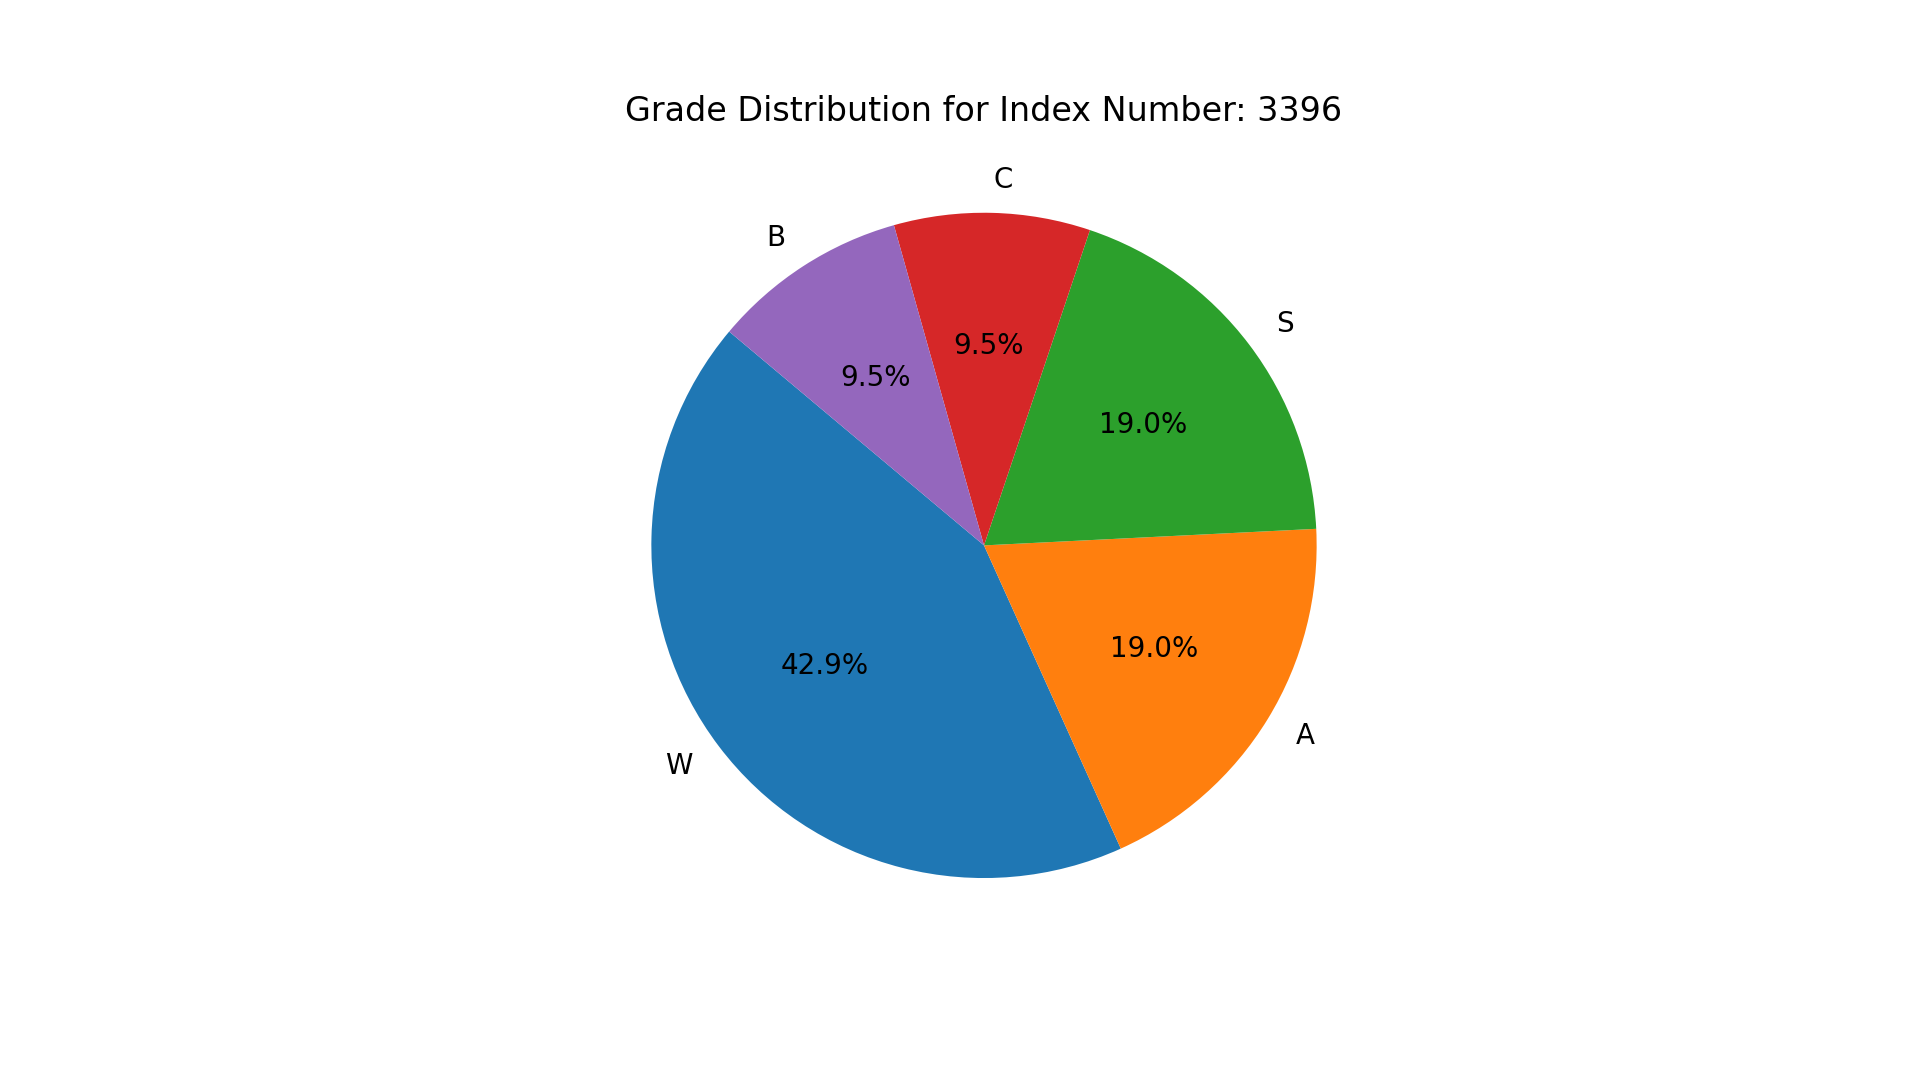 Grade Distribution for Index Number: 3396
C
B
S
9.5%
9.5%
19.0%
19.0%
42.9%
A
W